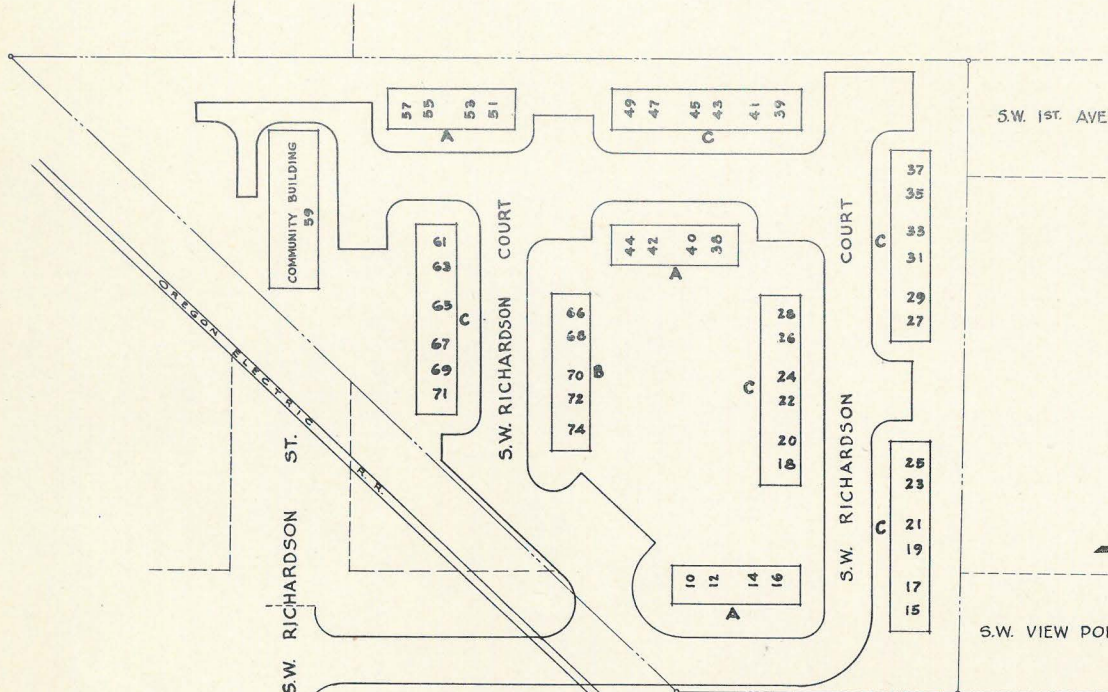 57 55 53 51
A
49 47 45 43 41 39
C
S.W. 1ST. AVE
COMMUNITY BUILDING
59
37
35
33
31
29
27
C
61
63
65
67
69
71
C
S.W. RICHARDSON COURT
44 42 40 38
A
S.W. RICHARDSON COURT
66
68
70
72
74
B
28
26
24
22
20
18
C
OREGON ELECTRIC R. R.
25
23
21
19
17
15
C
10 12 14 16
A
S.W. RICHARDSON ST.
S.W. VIEW POI